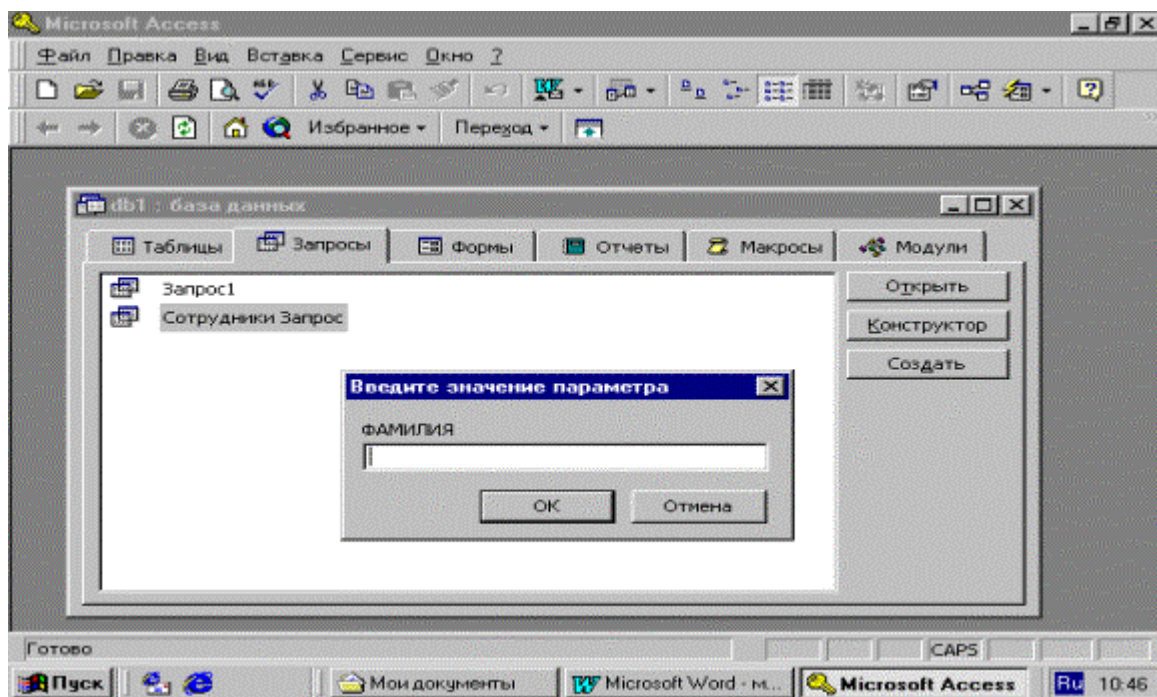 Microsoft Access
Файл Правка Вид Вставка Сервис Окно ?
Избранное Переход
db1 : база данных
Таблицы Запросы Формы Отчеты Макросы Модули
Запрос1
Сотрудники Запрос
Открыть
Конструктор
Создать
Введите значение параметра
ФАМИЛИЯ
ОК Отмена
Готово CAPS
Пуск Мои документы Microsoft Word - м... Microsoft Access Ru 10:46